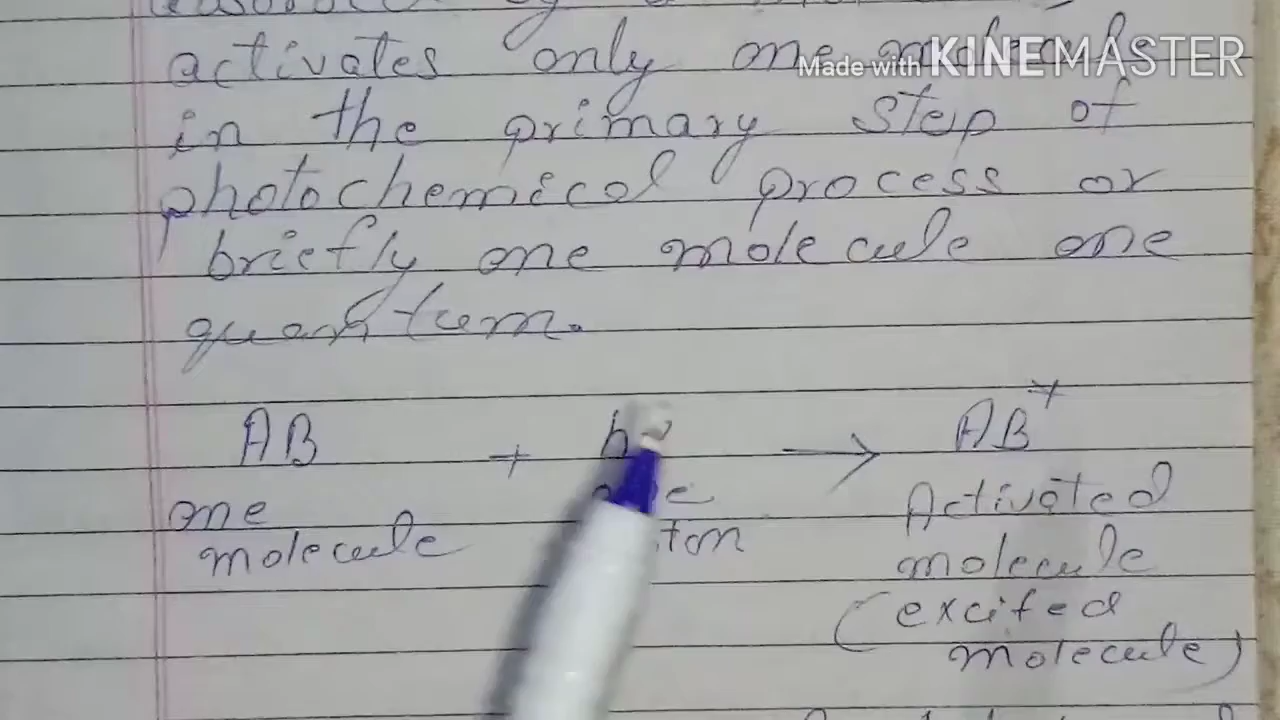 activates only one molecule
Made with KINEMASTER
in the primary step of
photochemical process or
briefly one molecule one
quantum.
AB + h → AB*
one Activated
molecule molecule
(excited
molecule)